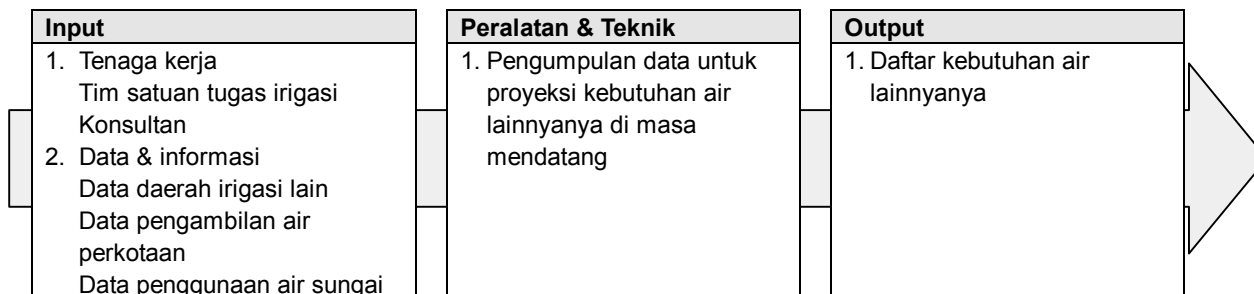 Input
1. Tenaga kerja
Tim satuan tugas irigasi
Konsultan
2. Data & informasi
Data daerah irigasi lain
Data pengambilan air
perkotaan
Data penggunaan air sungai
Peralatan & Teknik
1. Pengumpulan data untuk
proyeksi kebutuhan air
lainnyanya di masa
mendatang
Output
1. Daftar kebutuhan air
lainnyanya